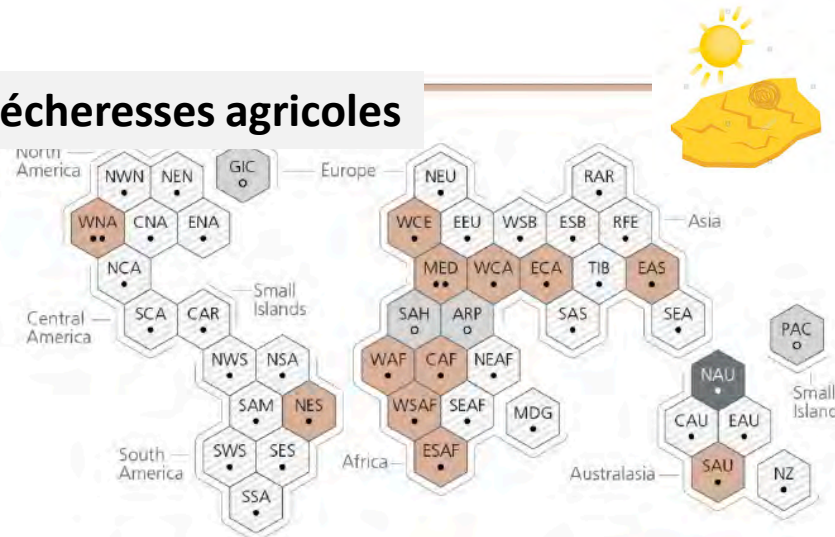 écheresses agricoles
North
America
NWN NEN GIC
Europe
NEU RAR
WNA CNA ENA
WCE EEU WSB ESB RFE
Asia
NCA
MED WCA ECA TIB EAS
Small
Islands
Central
America
SCA CAR
SAH ARP SAS SEA
PAC
NWS NSA
WAF CAF NEAF
NAU
Small
Island
SAM NES
WSAF SEAF MDG
CAU EAU
South
America
SWS SES
Africa
ESAF
Australasia
SAU NZ
SSA